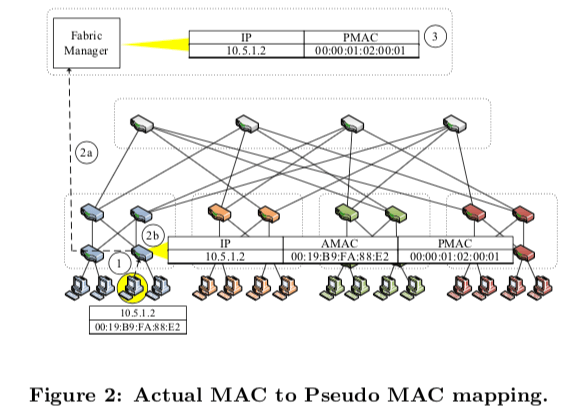 Fabric Manager
IP PMAC
10.5.1.2 00:00:01:02:00:01
3
2a
2b
IP AMAC PMAC
10.5.1.2 00:19:B9:FA:88:E2 00:00:01:02:00:01
1
10.5.1.2
00:19:B9:FA:88:E2
Figure 2: Actual MAC to Pseudo MAC mapping.